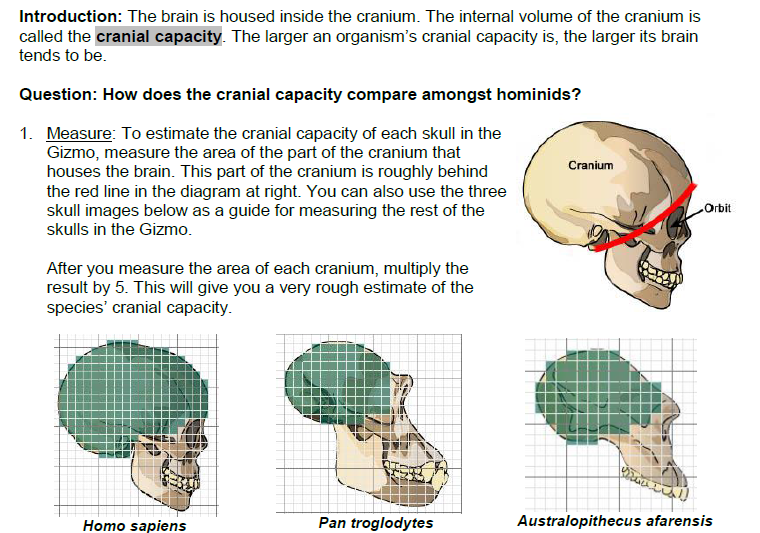 Introduction: The brain is housed inside the cranium. The internal volume of the cranium is
called the cranial capacity. The larger an organism's cranial capacity is, the larger its brain
tends to be.
Question: How does the cranial capacity compare amongst hominids?
1. Measure: To estimate the cranial capacity of each skull in the
Gizmo, measure the area of the part of the cranium that
houses the brain. This part of the cranium is roughly behind
the red line in the diagram at right. You can also use the three
skull images below as a guide for measuring the rest of the
skulls in the Gizmo.
After you measure the area of each cranium, multiply the
result by 5. This will give you a very rough estimate of the
species' cranial capacity.
Cranium
Orbit
Homo sapiens
Pan troglodytes
Australopithecus afarensis